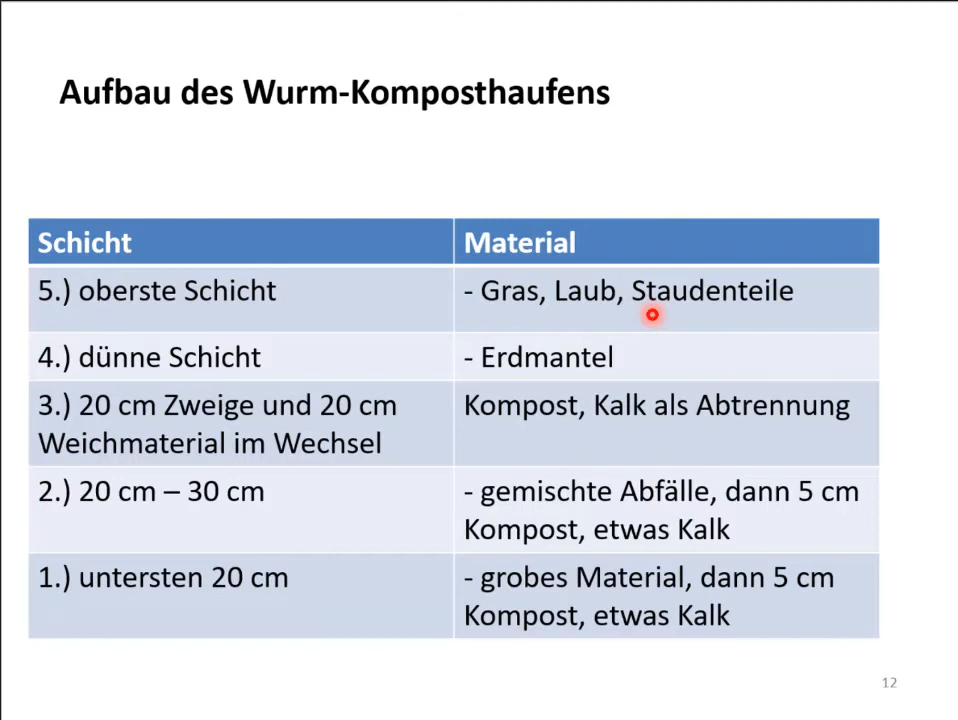 Aufbau des Wurm-Komposthaufens
Schicht
Material
5.) oberste Schicht
- Gras, Laub, Staudenteile
4.) dünne Schicht
- Erdmantel
3.) 20 cm Zweige und 20 cm
Weichmaterial im Wechsel
Kompost, Kalk als Abtrennung
2.) 20 cm – 30 cm
- gemischte Abfälle, dann 5 cm
Kompost, etwas Kalk
1.) untersten 20 cm
- grobes Material, dann 5 cm
Kompost, etwas Kalk
12